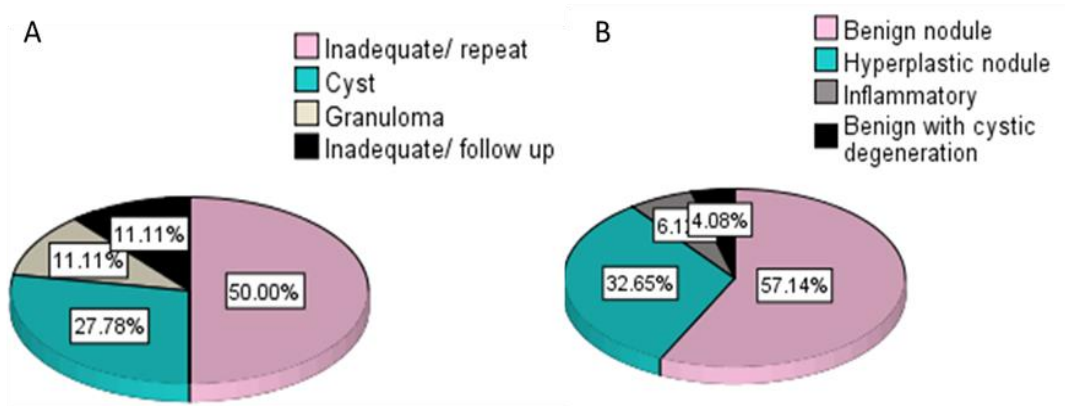 A
Inadequate/ repeat
Cyst
Granuloma
Inadequate/ follow up
11.11%
11.11%
50.00%
27.78%
B
Benign nodule
Hyperplastic nodule
Inflammatory
Benign with cystic
degeneration
4.08%
32.65%
57.14%